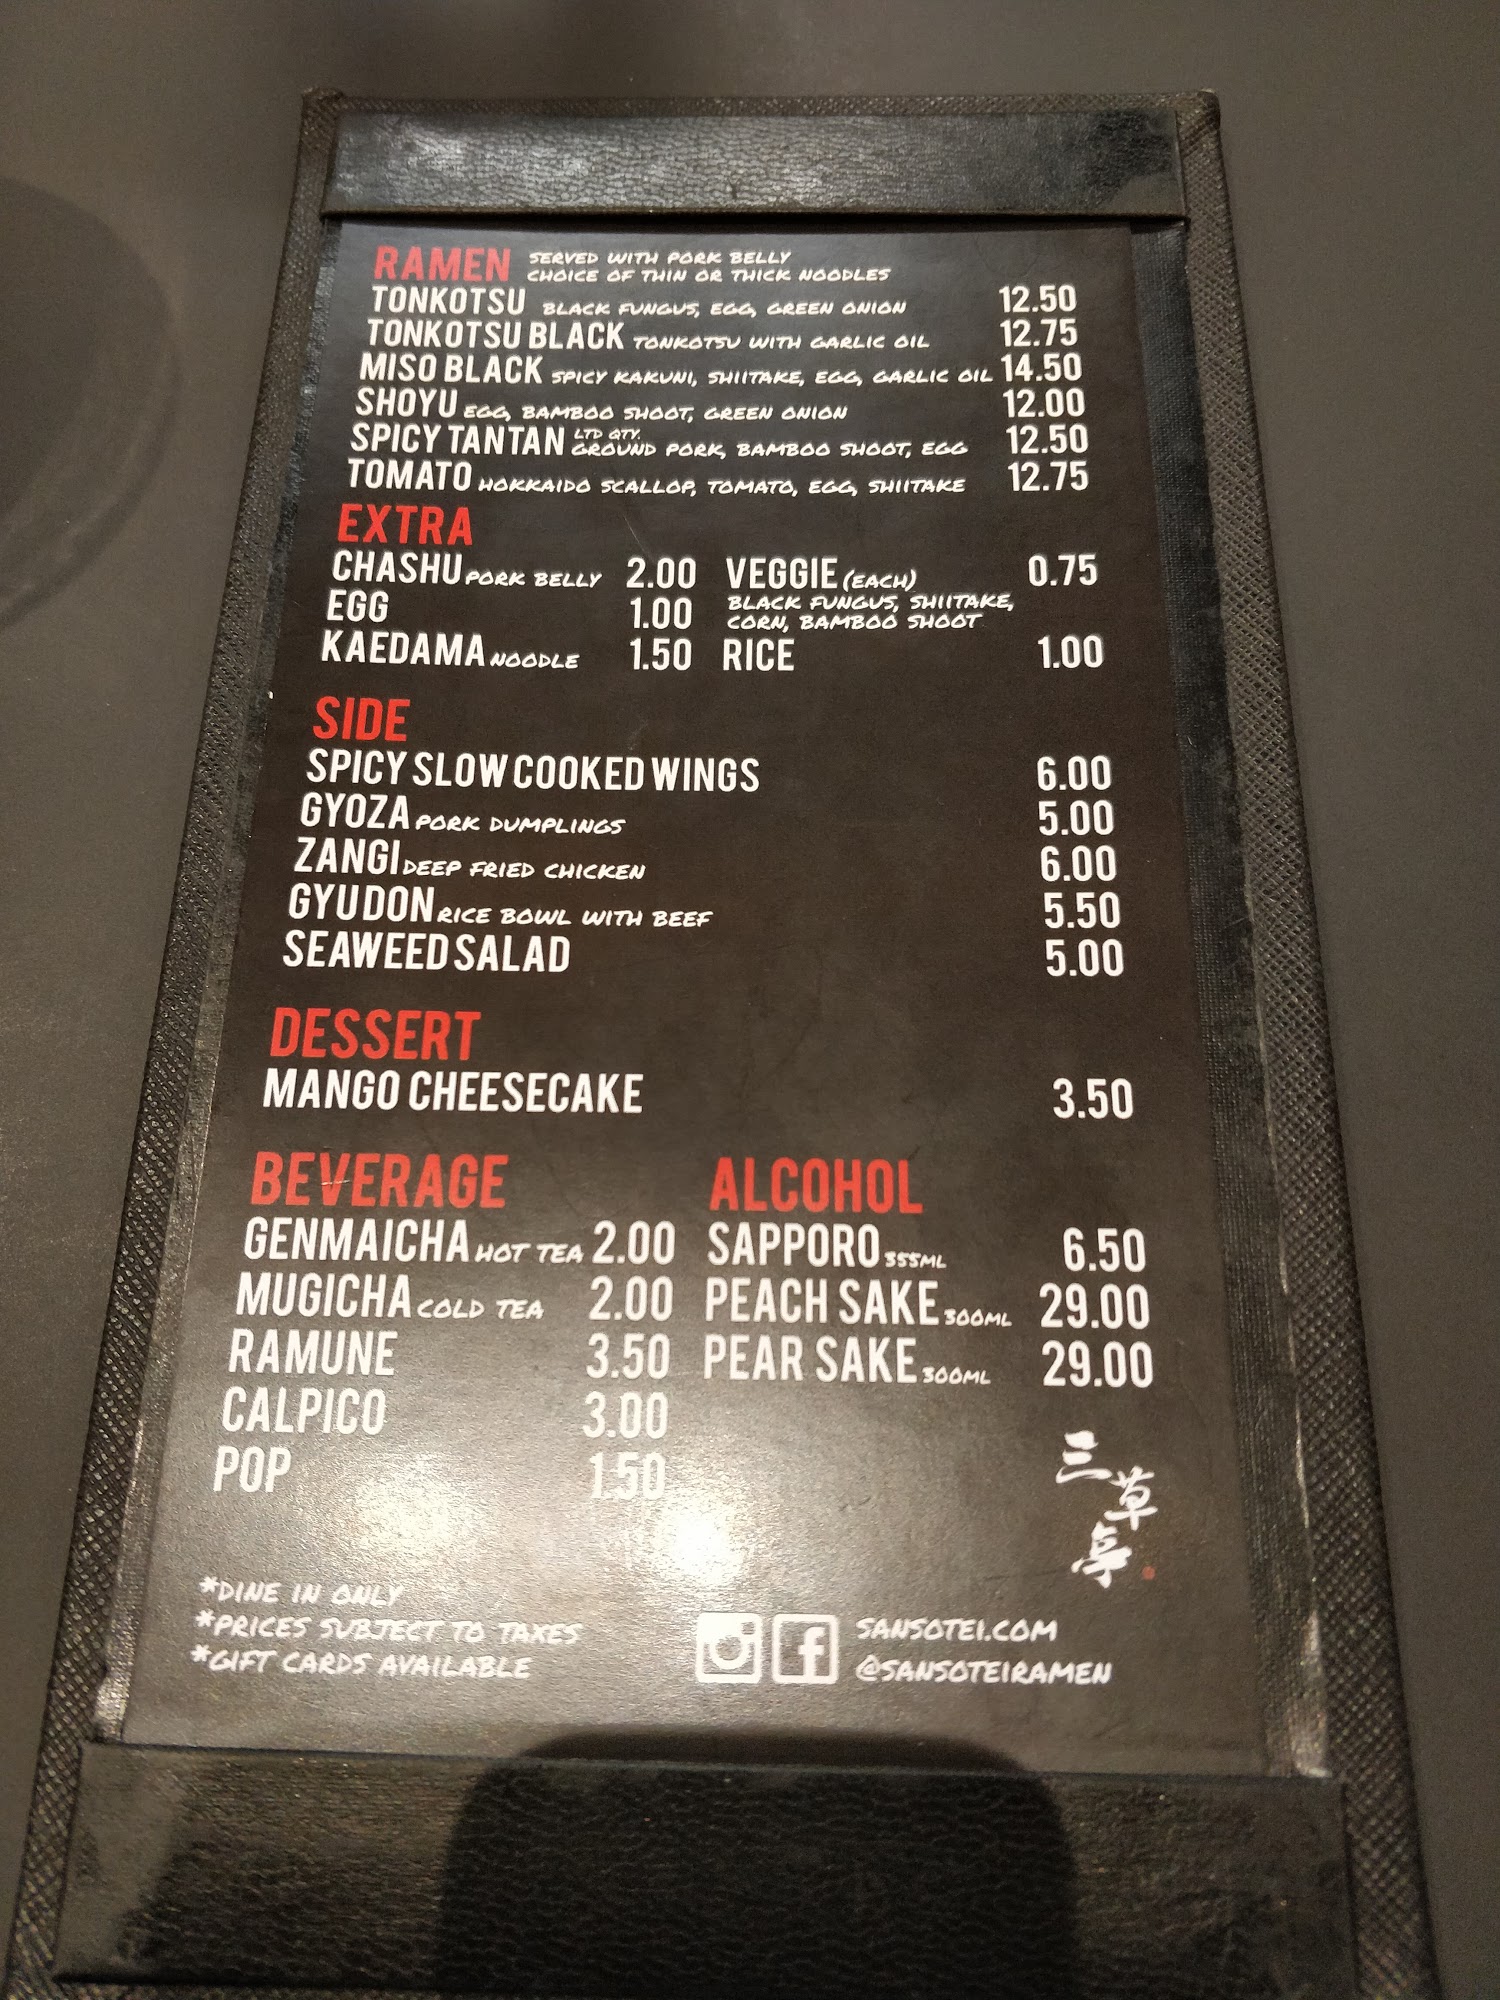 RAMEN SERVED WITH PORK BELLY
CHOICE OF THIN OR THICK NOODLES
TONKOTSU BLACK FUNGUS, EGG, GREEN ONION 12.50
TONKOTSU BLACK TONKOTSU WITH GARLIC OIL 12.75
MISO BLACK SPICY KAKUNI, SHIITAKE, EGG, GARLIC OIL 14.50
SHOYU EGG, BAMBOO SHOOT, GREEN ONION 12.00
SPICY TANTAN LTD QTY. GROUND PORK, BAMBOO SHOOT, EGG 12.50
TOMATO HOKKAIDO SCALLOP, TOMATO, EGG, SHIITAKE 12.75
EXTRA
CHASHU PORK BELLY 2.00
EGG 1.00
KAEDAMA NOODLE 1.50
VEGGIE (EACH) 0.75
BLACK FUNGUS, SHIITAKE,
CORN, BAMBOO SHOOT
RICE 1.00
SIDE
SPICY SLOW COOKED WINGS 6.00
GYOZA PORK DUMPLINGS 5.00
ZANGI DEEP FRIED CHICKEN 6.00
GYUDON RICE BOWL WITH BEEF 5.50
SEAWEED SALAD 5.00
DESSERT
MANGO CHEESECAKE 3.50
BEVERAGE
GENMAICHA HOT TEA 2.00
MUGICHA COLD TEA 2.00
RAMUNE 3.50
CALPICO 3.00
POP 1.50
ALCOHOL
SAPPORO 355ML 6.50
PEACH SAKE 300ML 29.00
PEAR SAKE 300ML 29.00
三草亭
*DINE IN ONLY
*PRICES SUBJECT TO TAXES
*GIFT CARDS AVAILABLE
SANSOTEI.COM
@SANSOTEIRAMEN